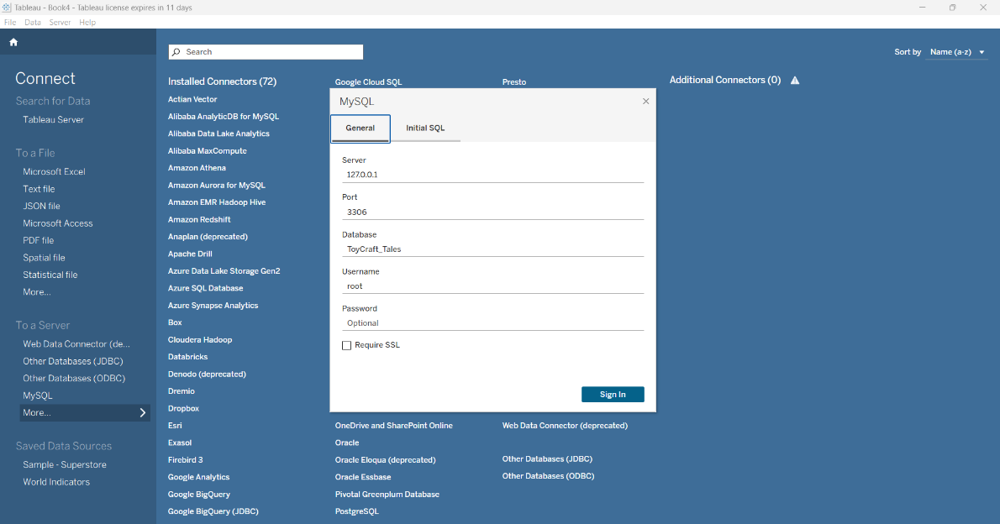 Tableau - Book4 - Tableau license expires in 11 days
File Data Server Help
Connect
Search for Data
Tableau Server
To a File
Microsoft Excel
Text file
JSON file
Microsoft Access
PDF file
Spatial file
Statistical file
More...
To a Server
Web Data Connector (de...
Other Databases (JDBC)
Other Databases (ODBC)
MySQL
More...
Saved Data Sources
Sample - Superstore
World Indicators
Search
Sort by Name (a-z)
Installed Connectors (72)
Actian Vector
Alibaba AnalyticDB for MySQL
Alibaba Data Lake Analytics
Alibaba MaxCompute
Amazon Athena
Amazon Aurora for MySQL
Amazon EMR Hadoop Hive
Amazon Redshift
Anaplan (deprecated)
Apache Drill
Azure Data Lake Storage Gen2
Azure SQL Database
Azure Synapse Analytics
Box
Cloudera Hadoop
Databricks
Denodo (deprecated)
Dremio
Dropbox
Esri
Exasol
Firebird 3
Google Analytics
Google BigQuery
Google BigQuery (JDBC)
Google Cloud SQL
OneDrive and SharePoint Online
Oracle
Oracle Eloqua (deprecated)
Oracle Essbase
Pivotal Greenplum Database
PostgreSQL
Presto
Web Data Connector (deprecated)
Other Databases (JDBC)
Other Databases (ODBC)
Additional Connectors (0)
MySQL
General Initial SQL
Server
127.0.0.1
Port
3306
Database
ToyCraft_Tales
Username
root
Password
Optional
Require SSL
Sign In